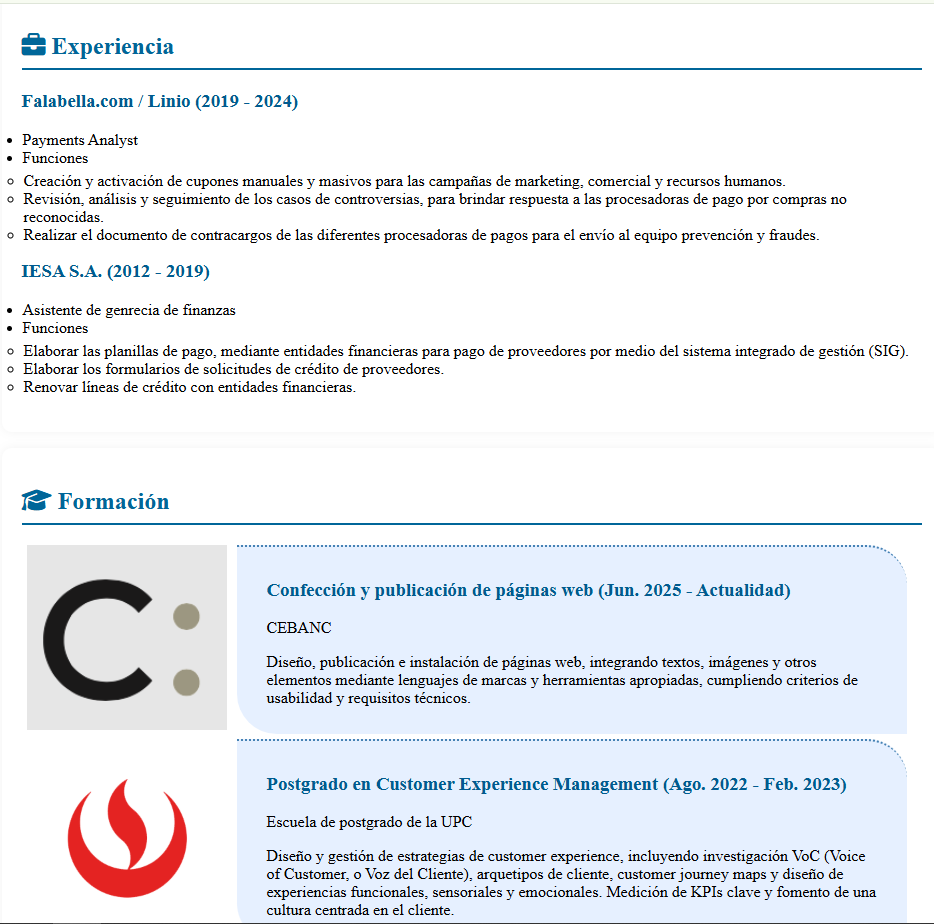 Experiencia
Falabella.com / Linio (2019 - 2024)
Payments Analyst
Funciones
Creación y activación de cupones manuales y masivos para las campañas de marketing, comercial y recursos humanos.
Revisión, análisis y seguimiento de los casos de controversias, para brindar respuesta a las procesadoras de pago por compras no
reconocidas.
Realizar el documento de contracargos de las diferentes procesadoras de pagos para el envío al equipo prevención y fraudes.
IESA S.A. (2012 - 2019)
Asistente de genrecia de finanzas
Funciones
Elaborar las planillas de pago, mediante entidades financieras para pago de proveedores por medio del sistema integrado de gestión (SIG).
Elaborar los formularios de solicitudes de crédito de proveedores.
Renovar líneas de crédito con entidades financieras.
Formación
C:
Confección y publicación de páginas web (Jun. 2025 - Actualidad)
CEBANC
Diseño, publicación e instalación de páginas web, integrando textos, imágenes y otros
elementos mediante lenguajes de marcas y herramientas apropiadas, cumpliendo criterios de
usabilidad y requisitos técnicos.
Postgrado en Customer Experience Management (Ago. 2022 - Feb. 2023)
Escuela de postgrado de la UPC
Diseño y gestión de estrategias de customer experience, incluyendo investigación VoC (Voice
of Customer, o Voz del Cliente), arquetipos de cliente, customer journey maps y diseño de
experiencias funcionales, sensoriales y emocionales. Medición de KPIs clave y fomento de una
cultura centrada en el cliente.